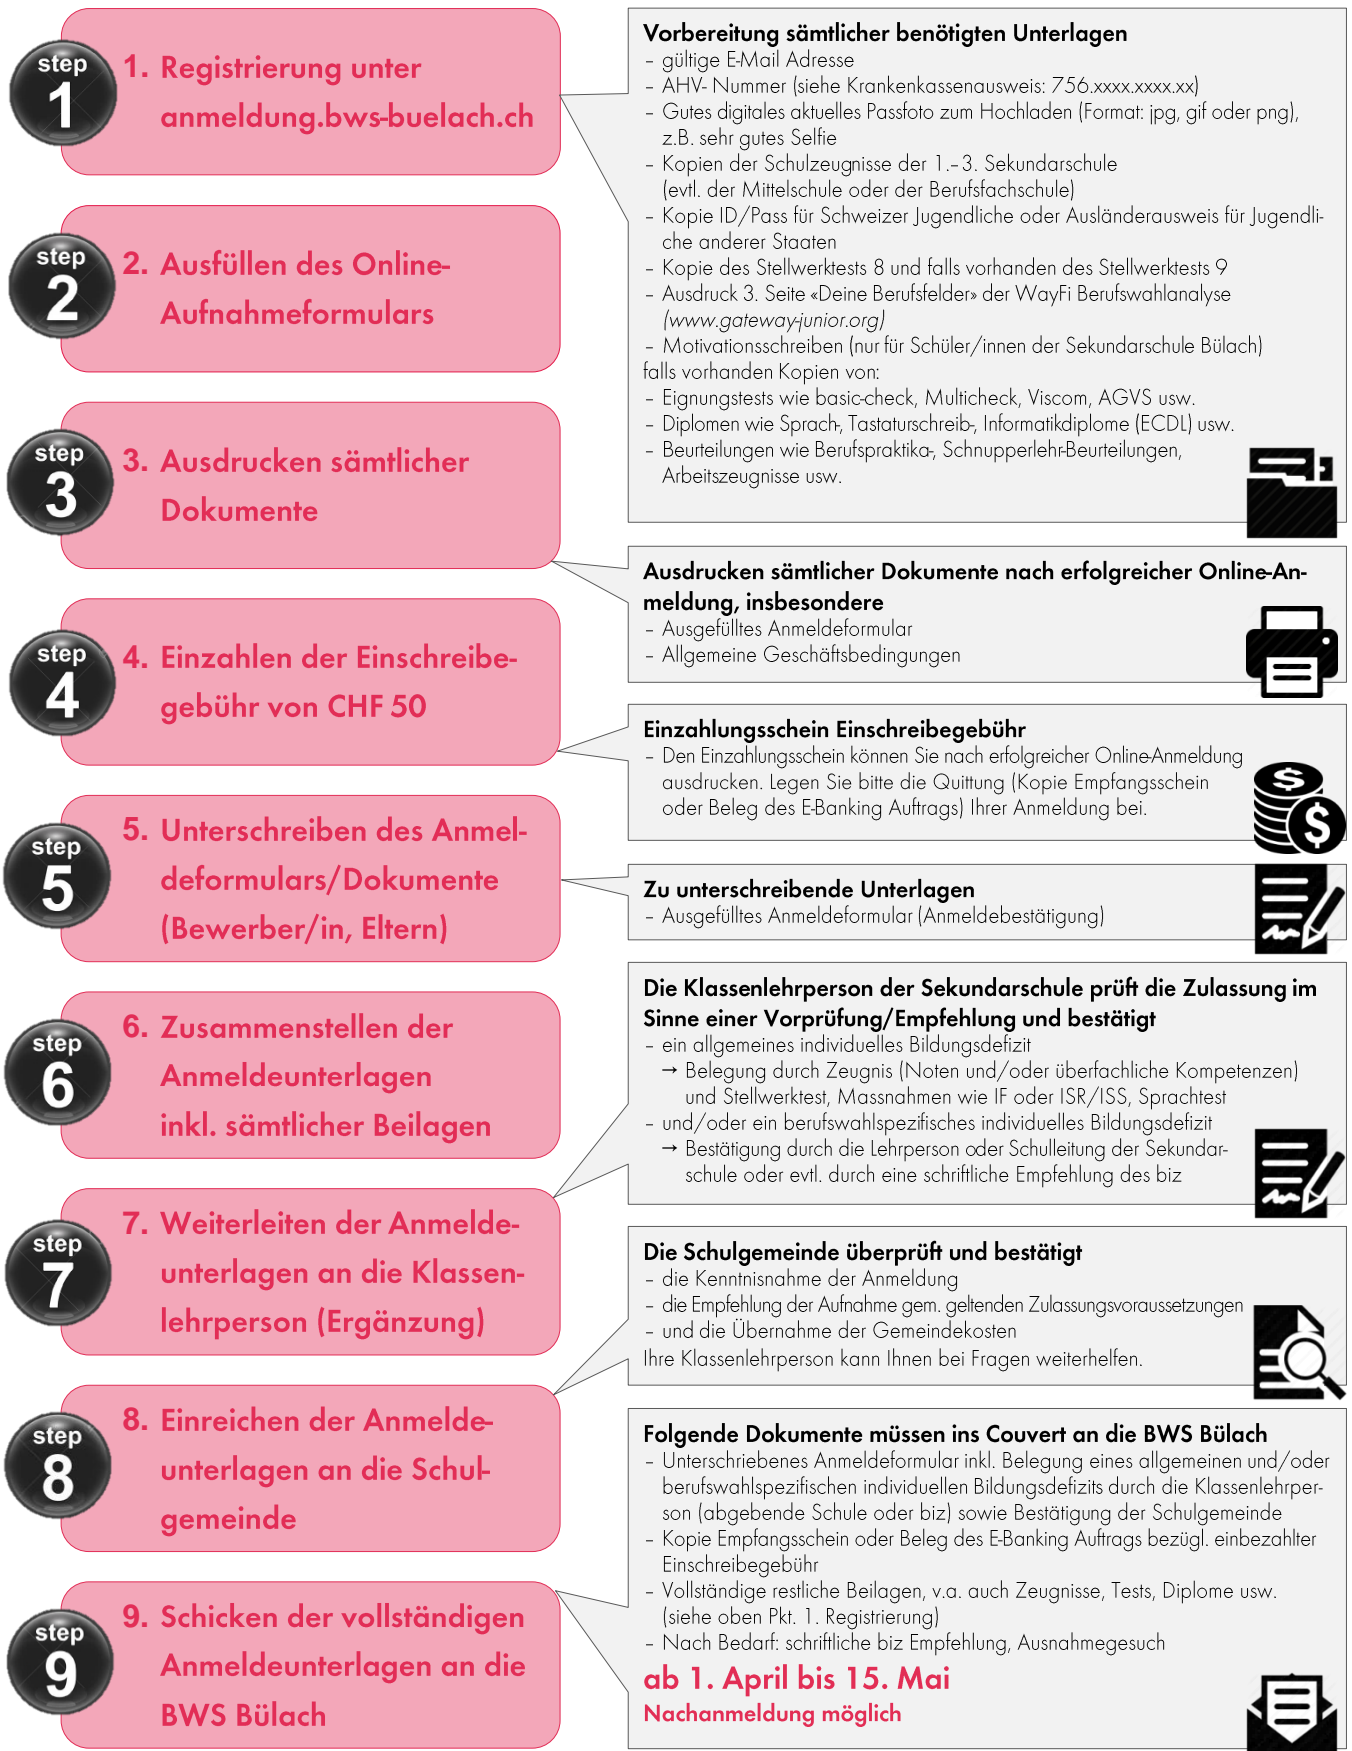 step
1
1. Registrierung unter
anmeldung.bws-buelach.ch
Vorbereitung sämtlicher benötigten Unterlagen
– gültige E-Mail Adresse
– AHV- Nummer (siehe Krankenkassenausweis: 756.xxxx.xxxx.xx)
– Gutes digitales aktuelles Passfoto zum Hochladen (Format: jpg, gif oder png),
z.B. sehr gutes Selfie
– Kopien der Schulzeugnisse der 1.–3. Sekundarschule
(evtl. der Mittelschule oder der Berufsfachschule)
– Kopie ID/Pass für Schweizer Jugendliche oder Ausländerausweis für Jugendli-
che anderer Staaten
– Kopie des Stellwerktests 8 und falls vorhanden des Stellwerktests 9
– Ausdruck 3. Seite «Deine Berufsfelder» der WayFi Berufswahlanalyse
(www.gateway-junior.org)
– Motivationsschreiben (nur für Schüler/innen der Sekundarschule Bülach)
falls vorhanden Kopien von:
– Eignungstests wie basic-check, Multicheck, Viscom, AGVS usw.
– Diplomen wie Sprach-, Tastaturschreib-, Informatikdiplome (ECDL) usw.
– Beurteilungen wie Berufspraktika-, Schnupperlehr-Beurteilungen,
Arbeitszeugnisse usw.
step
2
2. Ausfüllen des Online-
Aufnahmeformulars
step
3
3. Ausdrucken sämtlicher
Dokumente
Ausdrucken sämtlicher Dokumente nach erfolgreicher Online-An-
meldung, insbesondere
– Ausgefülltes Anmeldeformular
– Allgemeine Geschäftsbedingungen
step
4
4. Einzahlen der Einschreibe-
gebühr von CHF 50
Einzahlungsschein Einschreibegebühr
– Den Einzahlungsschein können Sie nach erfolgreicher Online-Anmeldung
ausdrucken. Legen Sie bitte die Quittung (Kopie Empfangsschein
oder Beleg des E-Banking Auftrags) Ihrer Anmeldung bei.
$
$
step
5
5. Unterschreiben des Anmel-
deformulars/Dokumente
(Bewerber/in, Eltern)
Zu unterschreibende Unterlagen
– Ausgefülltes Anmeldeformular (Anmeldebestätigung)
step
6
6. Zusammenstellen der
Anmeldeunterlagen
inkl. sämtlicher Beilagen
step
7
7. Weiterleiten der Anmelde-
unterlagen an die Klassen-
lehrperson (Ergänzung)
Die Klassenlehrperson der Sekundarschule prüft die Zulassung im
Sinne einer Vorprüfung/Empfehlung und bestätigt
– ein allgemeines individuelles Bildungsdefizit
→ Belegung durch Zeugnis (Noten und/oder überfachliche Kompetenzen)
und Stellwerktest, Massnahmen wie IF oder ISR/ISS, Sprachtest
– und/oder ein berufswahlspezifisches individuelles Bildungsdefizit
→ Bestätigung durch die Lehrperson oder Schulleitung der Sekundar-
schule oder evtl. durch eine schriftliche Empfehlung des biz
step
8
8. Einreichen der Anmelde-
unterlagen an die Schul-
gemeinde
Die Schulgemeinde überprüft und bestätigt
– die Kenntnisnahme der Anmeldung
– die Empfehlung der Aufnahme gem. geltenden Zulassungsvoraussetzungen
– und die Übernahme der Gemeindekosten
Ihre Klassenlehrperson kann Ihnen bei Fragen weiterhelfen.
step
9
9. Schicken der vollständigen
Anmeldeunterlagen an die
BWS Bülach
Folgende Dokumente müssen ins Couvert an die BWS Bülach
– Unterschriebenes Anmeldeformular inkl. Belegung eines allgemeinen und/oder
berufswahlspezifischen individuellen Bildungsdefizits durch die Klassenlehrper-
son (abgebende Schule oder biz) sowie Bestätigung der Schulgemeinde
– Kopie Empfangsschein oder Beleg des E-Banking Auftrags bezügl. einbezahlter
Einschreibegebühr
– Vollständige restliche Beilagen, v.a. auch Zeugnisse, Tests, Diplome usw.
(siehe oben Pkt. 1. Registrierung)
– Nach Bedarf: schriftliche biz Empfehlung, Ausnahmegesuch
ab 1. April bis 15. Mai
Nachanmeldung möglich